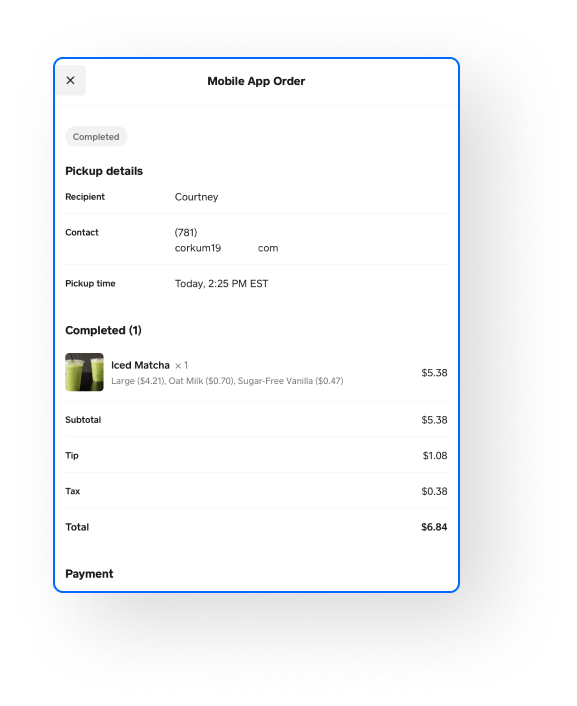 Mobile App Order
Completed
Pickup details
Recipient Courtney
Contact (781)
corkum19 com
Pickup time Today, 2:25 PM EST
Completed (1)
Iced Matcha × 1
Large ($4.21), Oat Milk ($0.70), Sugar-Free Vanilla ($0.47) $5.38
Subtotal $5.38
Tip $1.08
Tax $0.38
Total $6.84
Payment